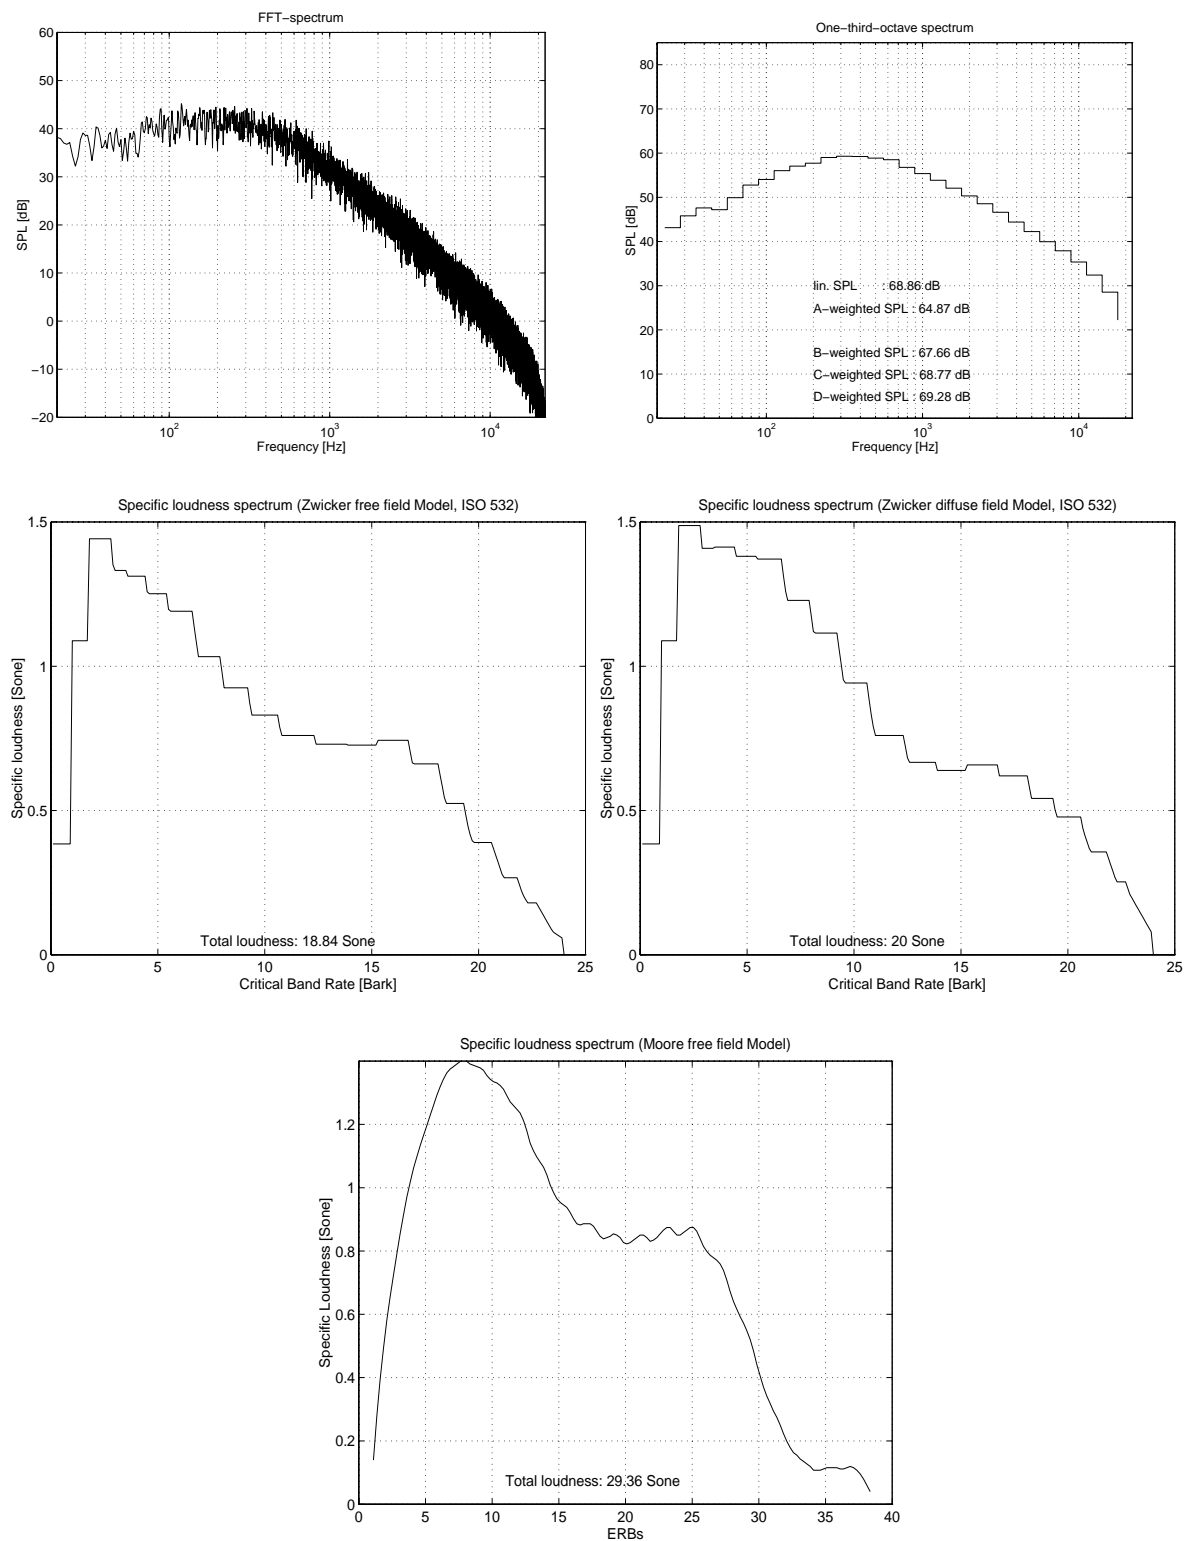 FFT−spectrum
60
50
40
30
20
10
0
−10
−20
SPL [dB]
10^2
10^3
10^4
Frequency [Hz]
One−third−octave spectrum
80
70
60
50
40
30
20
10
0
SPL [dB]
lin. SPL : 68.86 dB
A−weighted SPL : 64.87 dB
B−weighted SPL : 67.66 dB
C−weighted SPL : 68.77 dB
D−weighted SPL : 69.28 dB
10^2
10^3
10^4
Frequency [Hz]
Specific loudness spectrum (Zwicker free field Model, ISO 532)
1.5
1
0.5
0
Specific loudness [Sone]
Total loudness: 18.84 Sone
0 5 10 15 20 25
Critical Band Rate [Bark]
Specific loudness spectrum (Zwicker diffuse field Model, ISO 532)
1.5
1
0.5
0
Specific loudness [Sone]
Total loudness: 20 Sone
0 5 10 15 20 25
Critical Band Rate [Bark]
Specific loudness spectrum (Moore free field Model)
1.2
1
0.8
0.6
0.4
0.2
0
Specific Loudness [Sone]
Total loudness: 29.36 Sone
0 5 10 15 20 25 30 35 40
ERBs